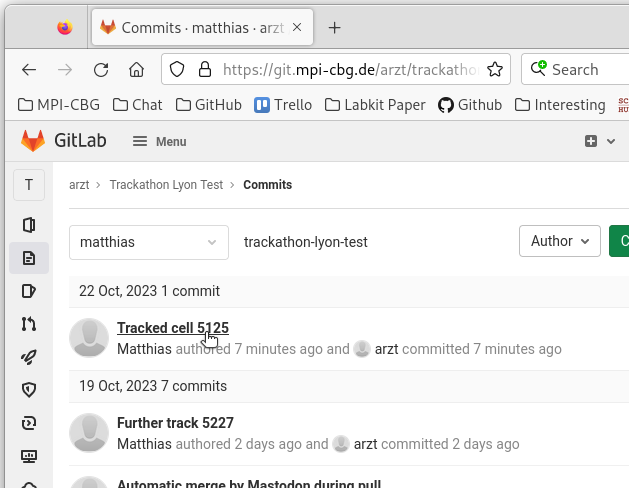 Commits · matthias · arzt
https://git.mpi-cbg.de/arzt/trackatho
Search
MPI-CBG Chat GitHub Trello Labkit Paper Github Interesting SC HU
GitLab Menu
T
arzt > Trackathon Lyon Test > Commits
matthias trackathon-lyon-test Author C
22 Oct, 2023 1 commit
Tracked cell 5125
Matthias authored 7 minutes ago and arzt committed 7 minutes ago
19 Oct, 2023 7 commits
Further track 5227
Matthias authored 2 days ago and arzt committed 2 days ago
Automatic merge by Mastodon during pull